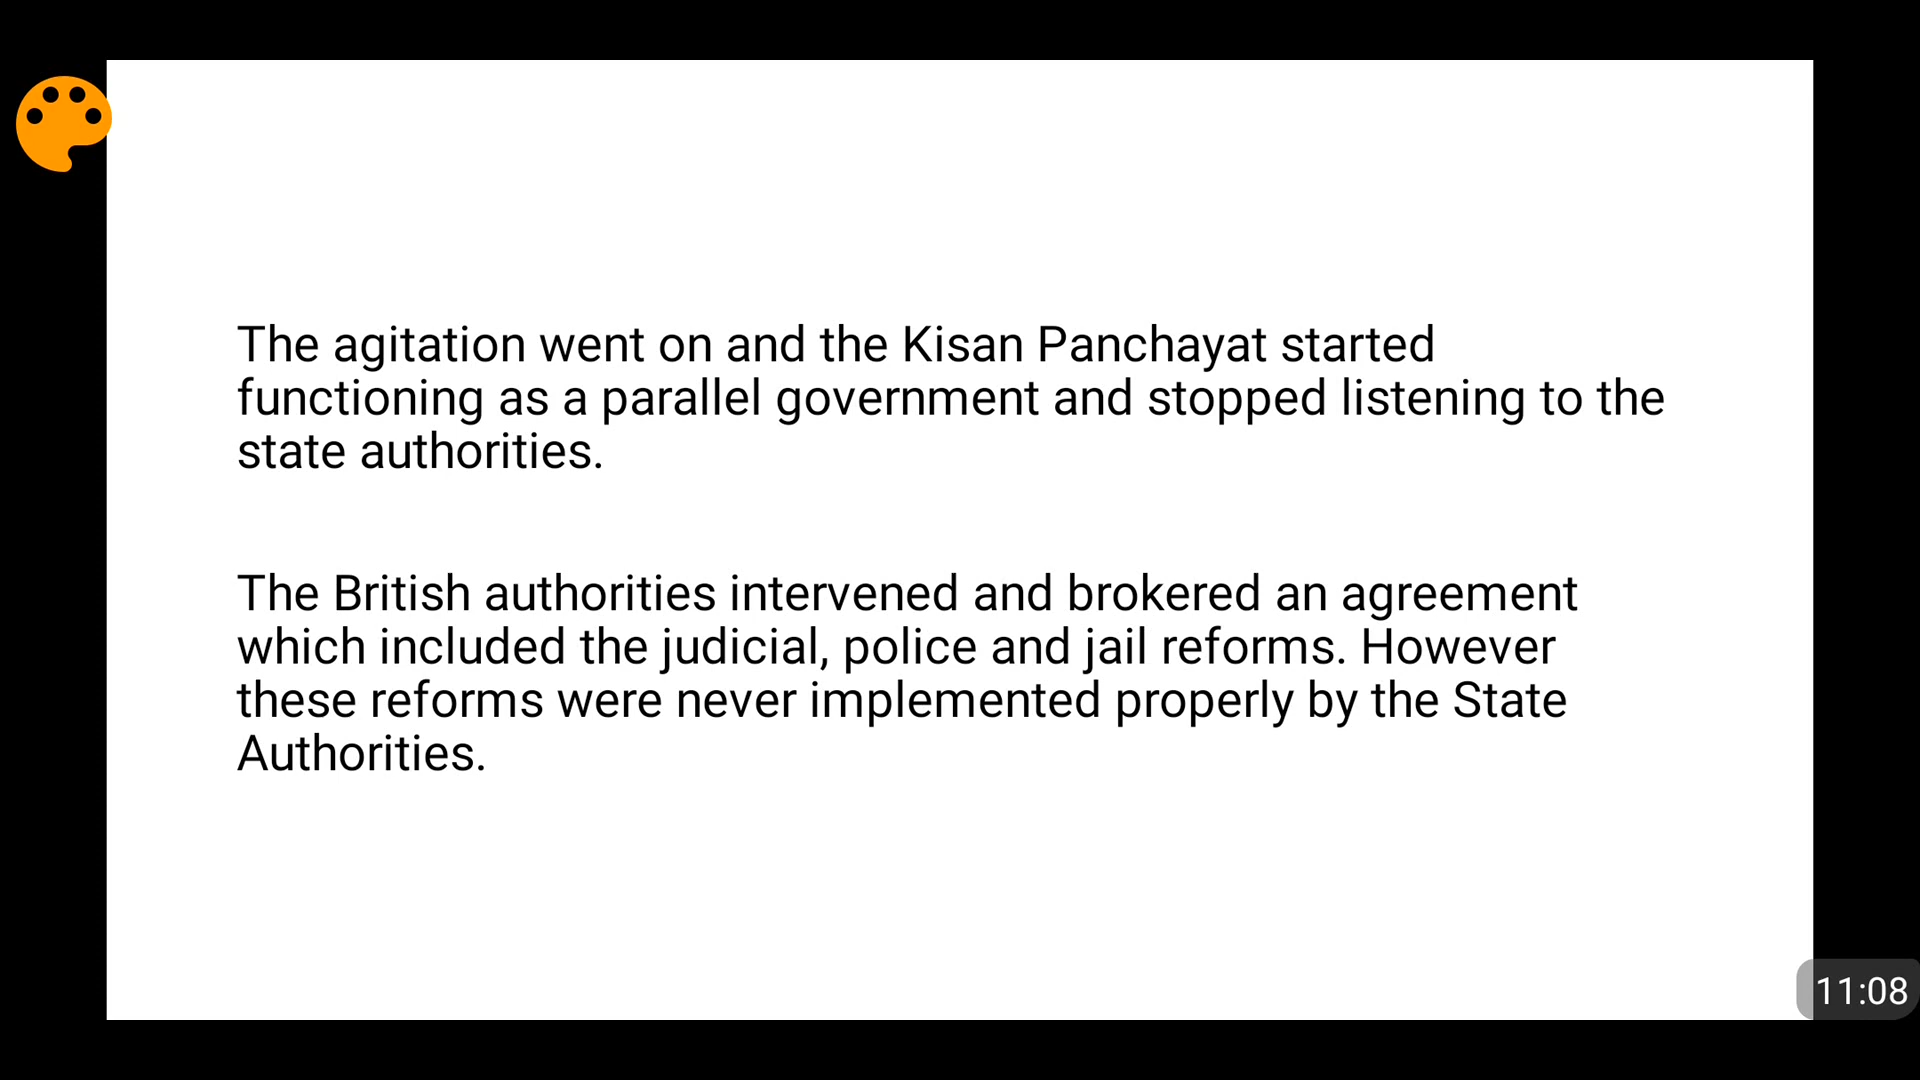 The agitation went on and the Kisan Panchayat started
functioning as a parallel government and stopped listening to the
state authorities.
The British authorities intervened and brokered an agreement
which included the judicial, police and jail reforms. However
these reforms were never implemented properly by the State
Authorities.
11:08